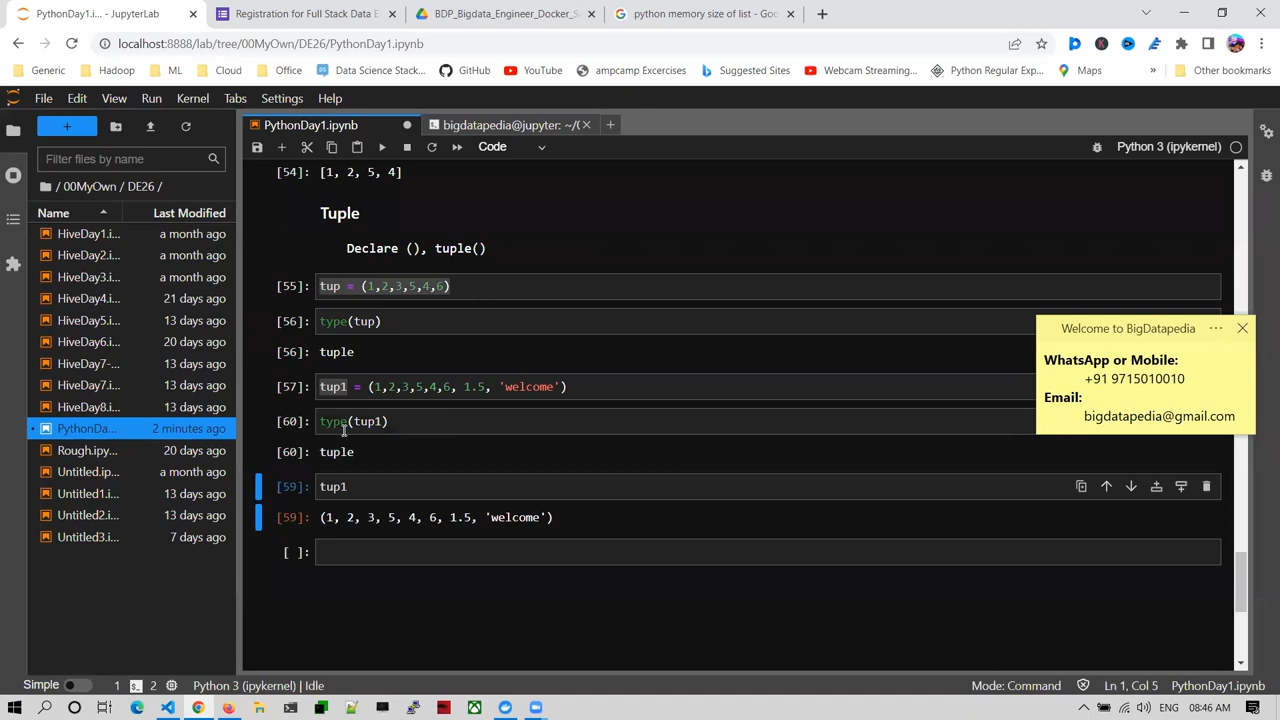 PythonDay1.i... - JupyterLab
Registration for Full Stack Data E
BDP_Bigdata_Engineer_Docker_S
python memory size of list - Goo
localhost:8888/lab/tree/00MyOwn/DE26/PythonDay1.ipynb
Generic
Hadoop
ML
Cloud
Office
Data Science Stack...
GitHub
YouTube
ampcamp Excercises
Suggested Sites
Webcam Streaming...
Python Regular Exp...
Maps
»
Other bookmarks
File Edit View Run Kernel Tabs Settings Help
PythonDay1.ipynb
bigdatapedia@jupyter: ~/(
Filter files by name
Code
Python 3 (ipykernel)
/ 00MyOwn / DE26 /
Name Last Modified
HiveDay1.i... a month ago
HiveDay2.i... a month ago
HiveDay3.i... a month ago
HiveDay4.i... 21 days ago
HiveDay5.i... 13 days ago
HiveDay6.i... 20 days ago
HiveDay7-... 13 days ago
HiveDay7.i... 13 days ago
HiveDay8.i... 13 days ago
PythonDa... 2 minutes ago
Rough.ipy... 20 days ago
Untitled.ip... a month ago
Untitled1.i... 13 days ago
Untitled2.i... 13 days ago
Untitled3.i... 7 days ago
[54]: [1, 2, 5, 4]
Tuple
Declare (), tuple()
[55]: tup = (1,2,3,5,4,6)
[56]: type(tup)
[56]: tuple
[57]: tup1 = (1,2,3,5,4,6, 1.5, 'welcome')
[60]: type(tup1)
[60]: tuple
[59]: tup1
[59]: (1, 2, 3, 5, 4, 6, 1.5, 'welcome')
[ ]:
Welcome to BigDatapedia
WhatsApp or Mobile:
+91 9715010010
Email:
bigdatapedia@gmail.com
Simple 1 2 Python 3 (ipykernel) | Idle
Mode: Command Ln 1, Col 5 PythonDay1.ipynb
ENG 08:46 AM